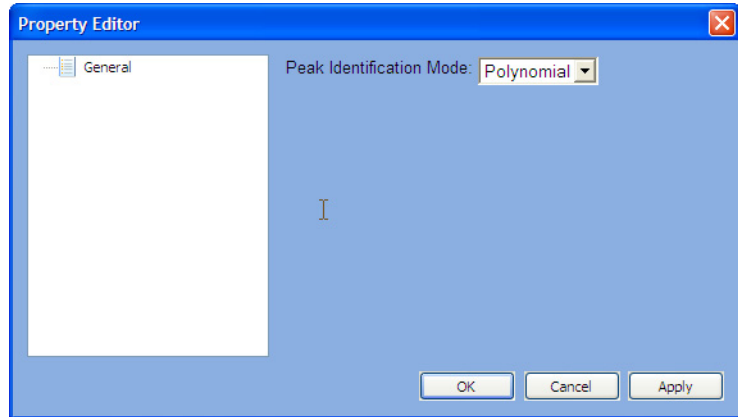 Property Editor
General
Peak Identification Mode: Polynomial
OK Cancel Apply